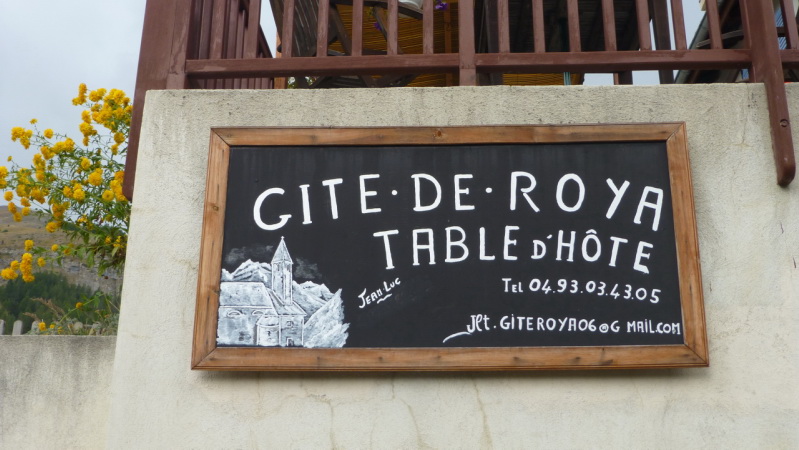 GITE·DE·ROYA
TABLE D'HÔTE
JEAN LUC
TEL 04.93.03.43.05
Jlt.GITEROYA06@G MAIL.COM